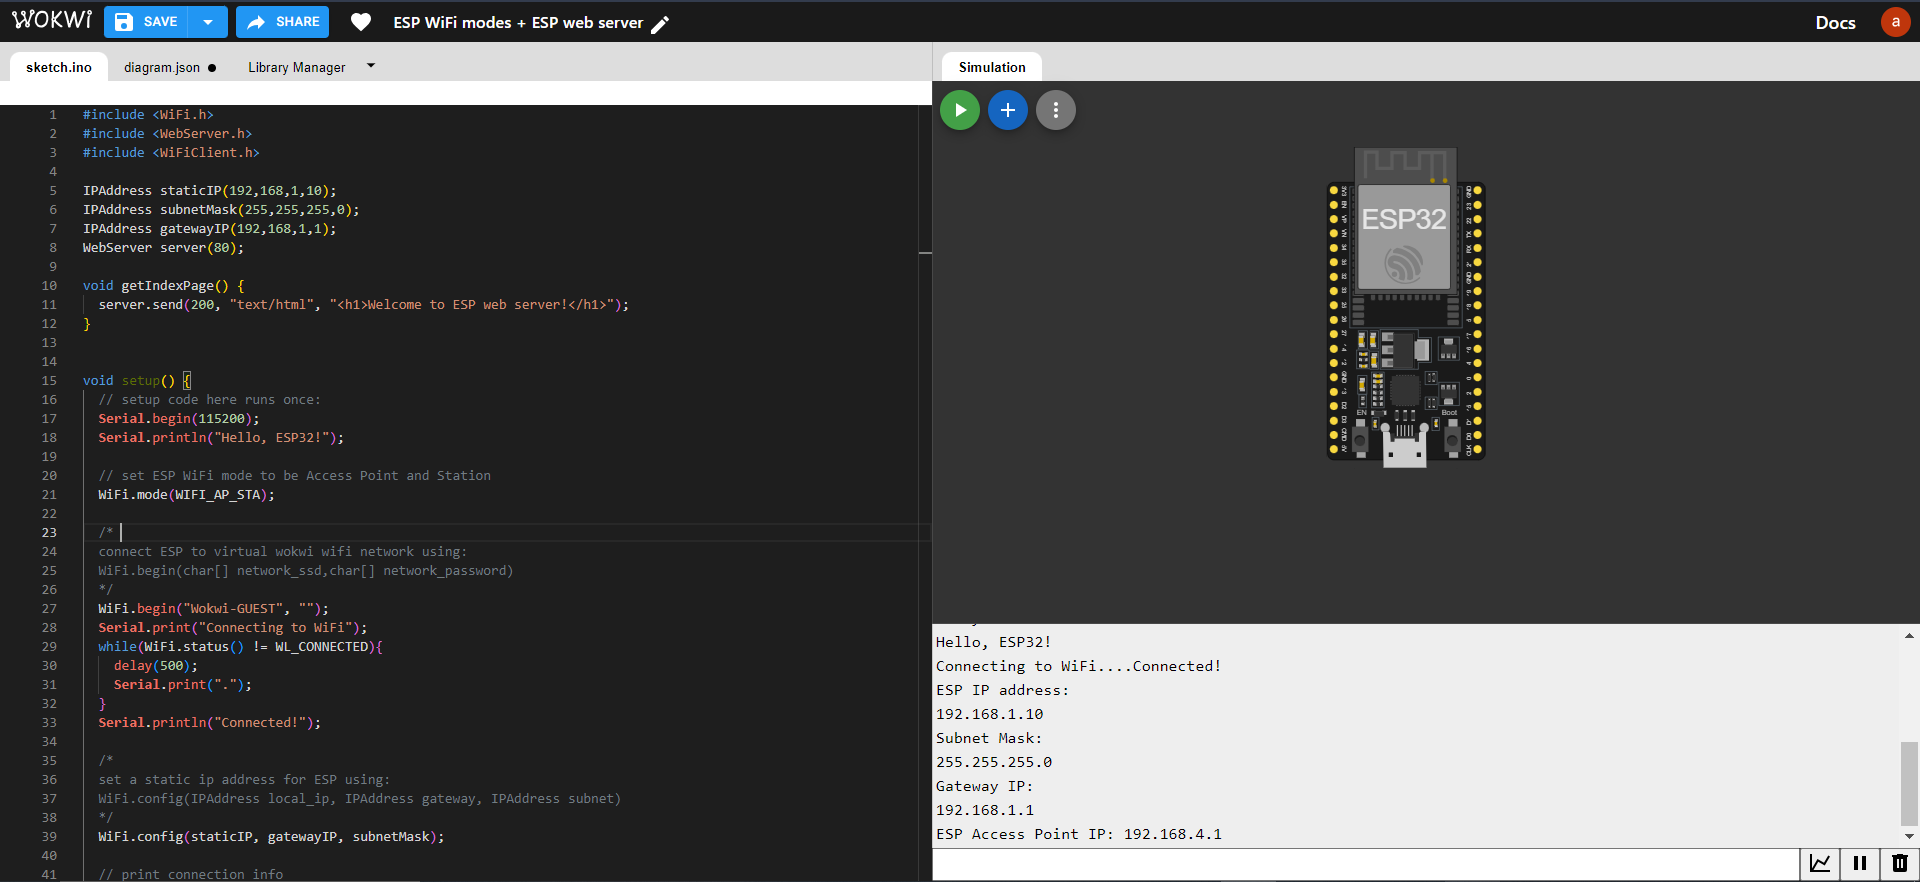 WOKWI SAVE SHARE ESP WiFi modes + ESP web server Docs a
sketch.ino diagram.json Library Manager
Simulation
1 #include <WiFi.h>
2 #include <WebServer.h>
3 #include <WiFiClient.h>
4
5 IPAddress staticIP(192,168,1,10);
6 IPAddress subnetMask(255,255,255,0);
7 IPAddress gatewayIP(192,168,1,1);
8 WebServer server(80);
9
10 void getIndexPage() {
11 server.send(200, "text/html", "<h1>Welcome to ESP web server!</h1>");
12 }
13
14
15 void setup() {
16 // setup code here runs once:
17 Serial.begin(115200);
18 Serial.println("Hello, ESP32!");
19
20 // set ESP WiFi mode to be Access Point and Station
21 WiFi.mode(WIFI_AP_STA);
22
23 /*
24 connect ESP to virtual wokwi wifi network using:
25 WiFi.begin(char[] network_ssd,char[] network_password)
26 */
27 WiFi.begin("Wokwi-GUEST", "");
28 Serial.print("Connecting to WiFi");
29 while(WiFi.status() != WL_CONNECTED){
30 delay(500);
31 Serial.print(".");
32 }
33 Serial.println("Connected!");
34
35 /*
36 set a static ip address for ESP using:
37 WiFi.config(IPAddress local_ip, IPAddress gateway, IPAddress subnet)
38 */
39 WiFi.config(staticIP, gatewayIP, subnetMask);
40
41 // print connection info
ESP32
EN
Boot
Hello, ESP32!
Connecting to WiFi....Connected!
ESP IP address:
192.168.1.10
Subnet Mask:
255.255.255.0
Gateway IP:
192.168.1.1
ESP Access Point IP: 192.168.4.1